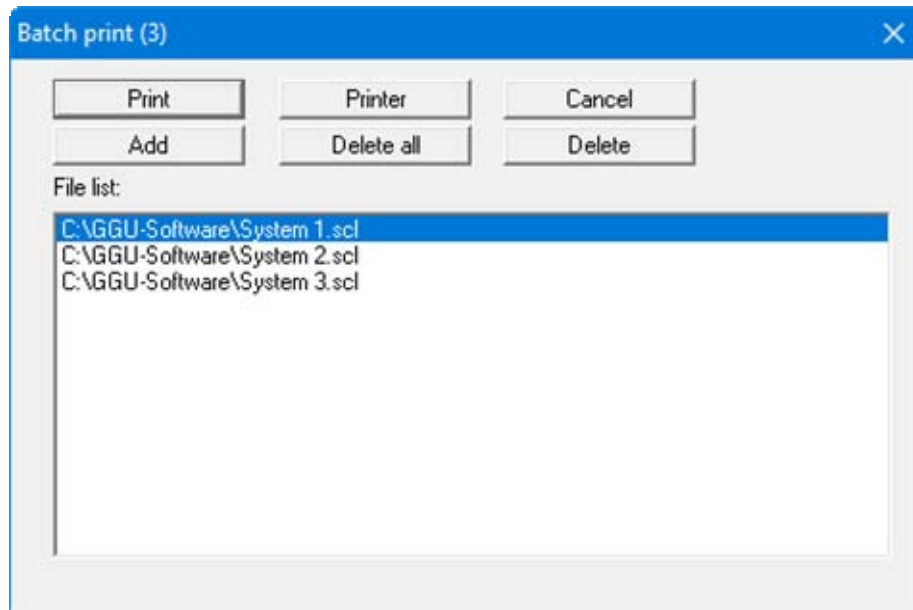 Batch print (3)
Print Printer Cancel
Add Delete all Delete
File list:
C:\GGU-Software\System 1.scl
C:\GGU-Software\System 2.scl
C:\GGU-Software\System 3.scl